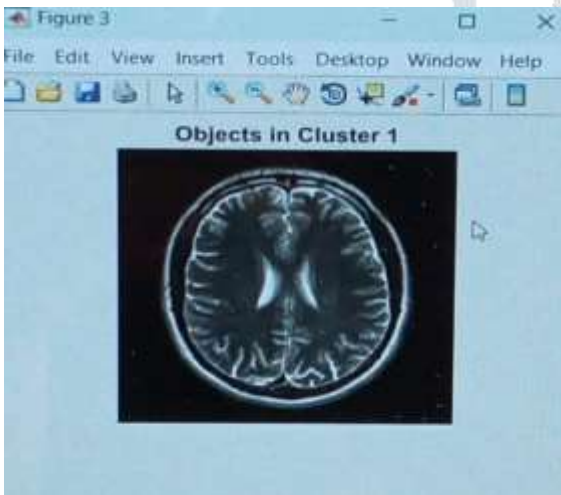 Figure 3
File Edit View Insert Tools Desktop Window Help
Objects in Cluster 1